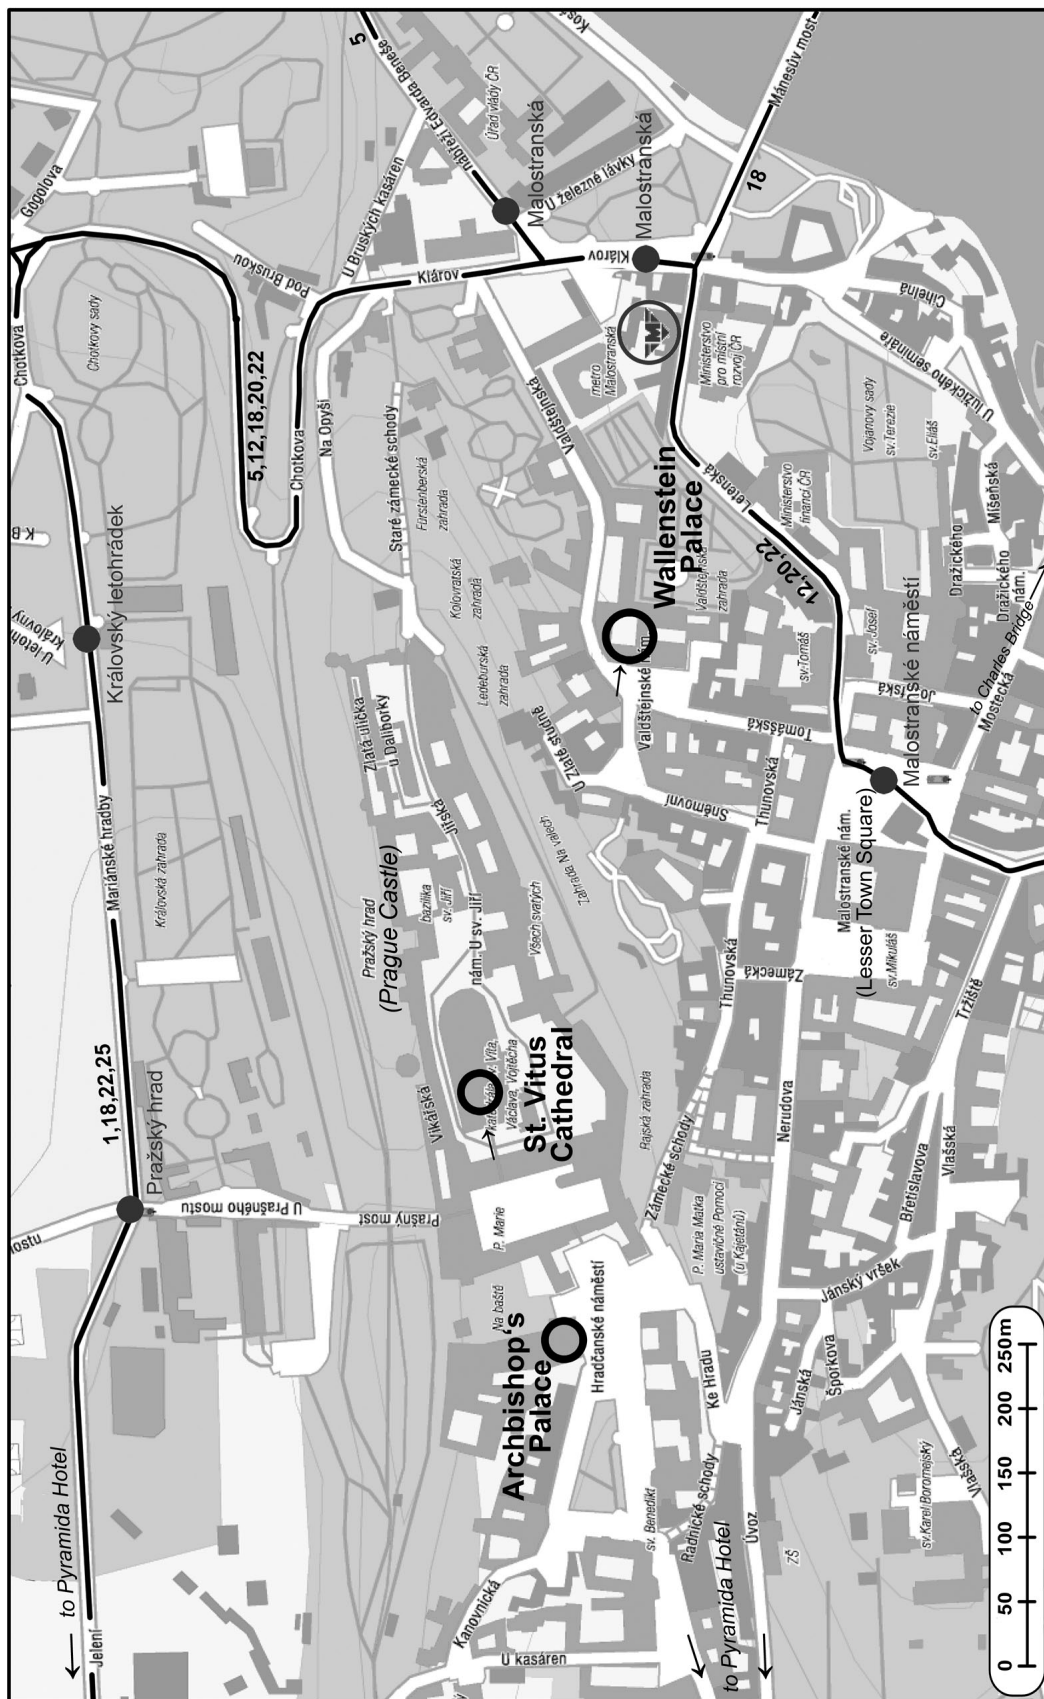 to Pyramida Hotel
Jelení
ostu
1,18,22,25
Pražský hrad
U Prašného mostu
Prašný most
Mariánské hradby
Královská zahrada
Královský letohrádek
U letohr
Královny
K B
Chotkova
Chotkovy sady
Gogolova
5,12,18,20,22
Chotkova
Pod Bruskou
Na Opyši
U Bruských kasáren
Klárov
5
nábřeží Edvarda Beneše
Úřad vlády ČR
Malostranská
U železné lávky
Malostranská
Klárov
Kos
Mánesův most
18
M
metro
Malostranská
Ministerstvo
pro místní
rozvoj ČR
Cihelná
U lužického semináře
Vojanovy sady
sv.Terezie
sv.Eliáš
Míšeňská
Dražického
Dražického
nám.
to Charles Bridge
Mostecká
Josefská
sv.Josef
sv.Tomáš
Ministerstvo
financí ČR
Letenská
12,20,22
Valdštejnská
Wallenstein
Palace
Valdštejnská
zahrada
Valdštejnské nám.
Staré zámecké schody
Fürstenberská
zahrada
Kolovratská
zahrada
Ledeburská
zahrada
Zlatá ulička
u Daliborky
Jiřská
Pražský hrad
(Prague Castle)
bazilika
sv. Jiří
nám. U sv. Jiří
Všech svatých
Zahrada Na valech
U Zlaté studně
Sněmovní
Tomášská
Thunovská
Malostranské náměstí
Malostranské nám.
(Lesser Town Square)
sv.Mikuláš
Thunovská
Zámecká
Tržiště
Vikářská
Václava, Vojtěcha
St. Vitus
Cathedral
Rajská zahrada
Zámecké schody
Nerudova
Břetislavova
Vlašská
P. Marie
Na baště
Archbishop's
Palace
Hradčanské náměstí
P. Maria Matka
ustavičné Pomoci
(u Kajetánů)
Jánský vršek
Jánská
Šporkova
Ke Hradu
Radnické schody
sv. Benedikt
Kanovnická
U kasáren
to Pyramida Hotel
Úvoz
ZŠ
sv.Karel Boromejský
Vlašská
0 50 100 150 200 250m